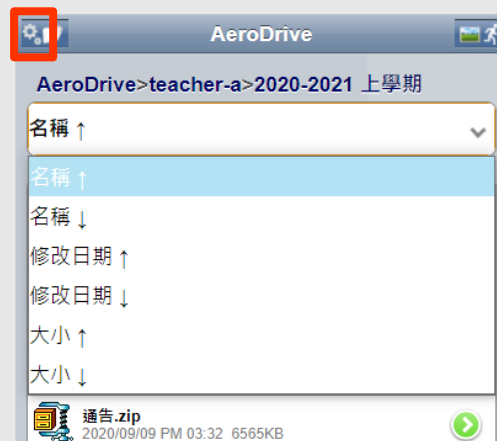 AeroDrive
AeroDrive>teacher-a>2020-2021 上學期
名稱 ↑
名稱 ↑
名稱 ↓
修改日期 ↑
修改日期 ↓
大小 ↑
大小 ↓
通告.zip
2020/09/09 PM 03:32 6565KB